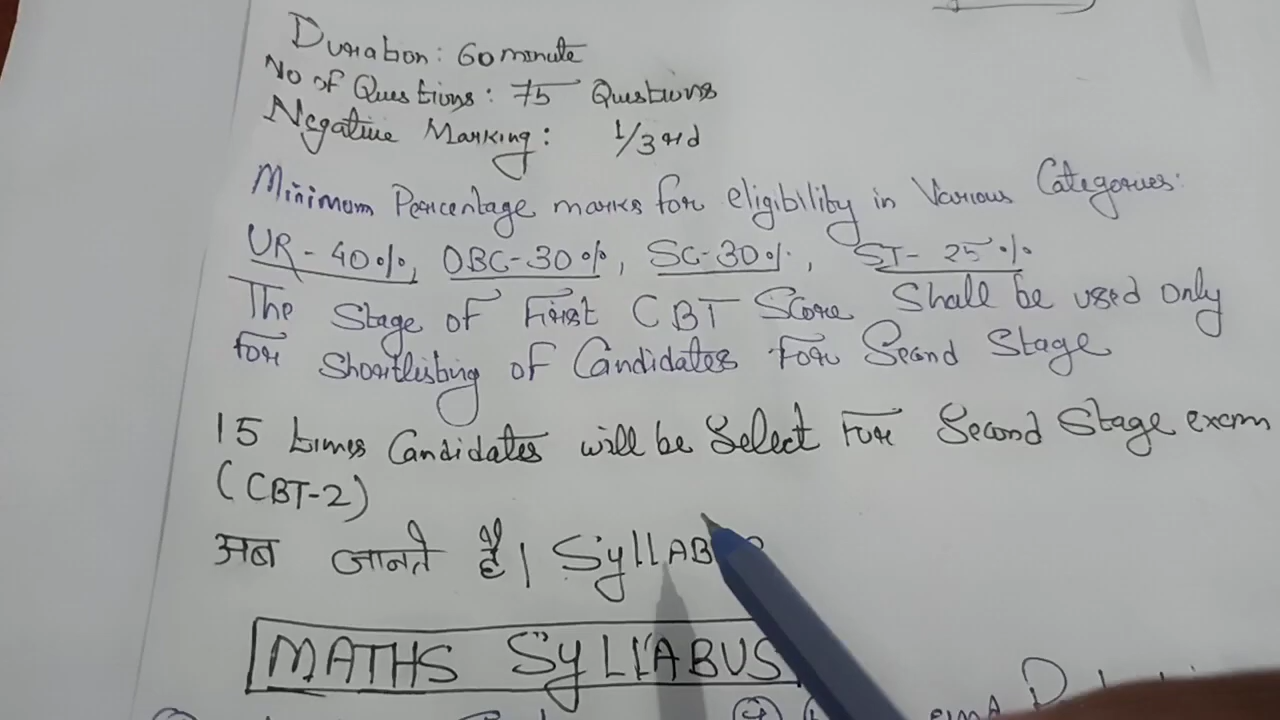 Duration: 60 minute
No of Questions: 75 Questions
Negative Marking: 1/3rd
Minimum Percentage marks for eligibility in Various Categories:
UR-40%, OBC-30%, SC-30%, ST-25%
The Stage of First CBT Score Shall be used only
for Shortlisting of Candidates For Second Stage
15 times Candidates will be Select For Second Stage exam
(CBT-2)
अब जानते है। SyllAB
MATHS SyLLABUS